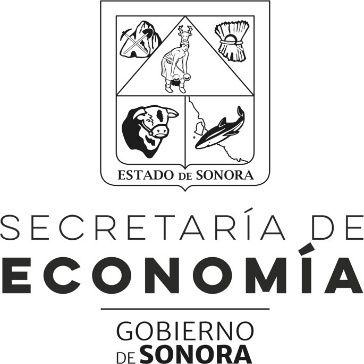 ESTADO DE SONORA
SECRETARÍA DE
ECONOMÍA
GOBIERNO
DE SONORA